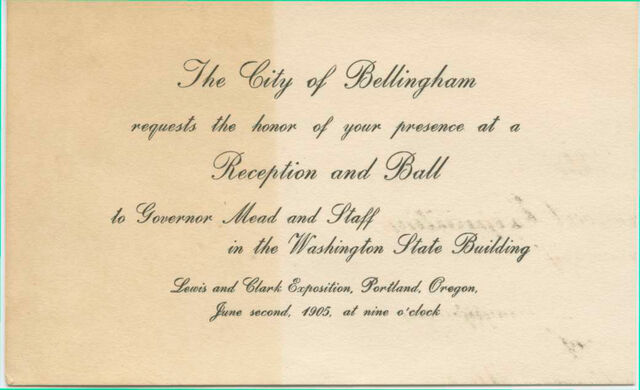 The City of Bellingham
requests the honor of your presence at a
Reception and Ball
to Governor Mead and Staff
in the Washington State Building
Lewis and Clark Exposition, Portland, Oregon,
June second, 1905, at nine o'clock